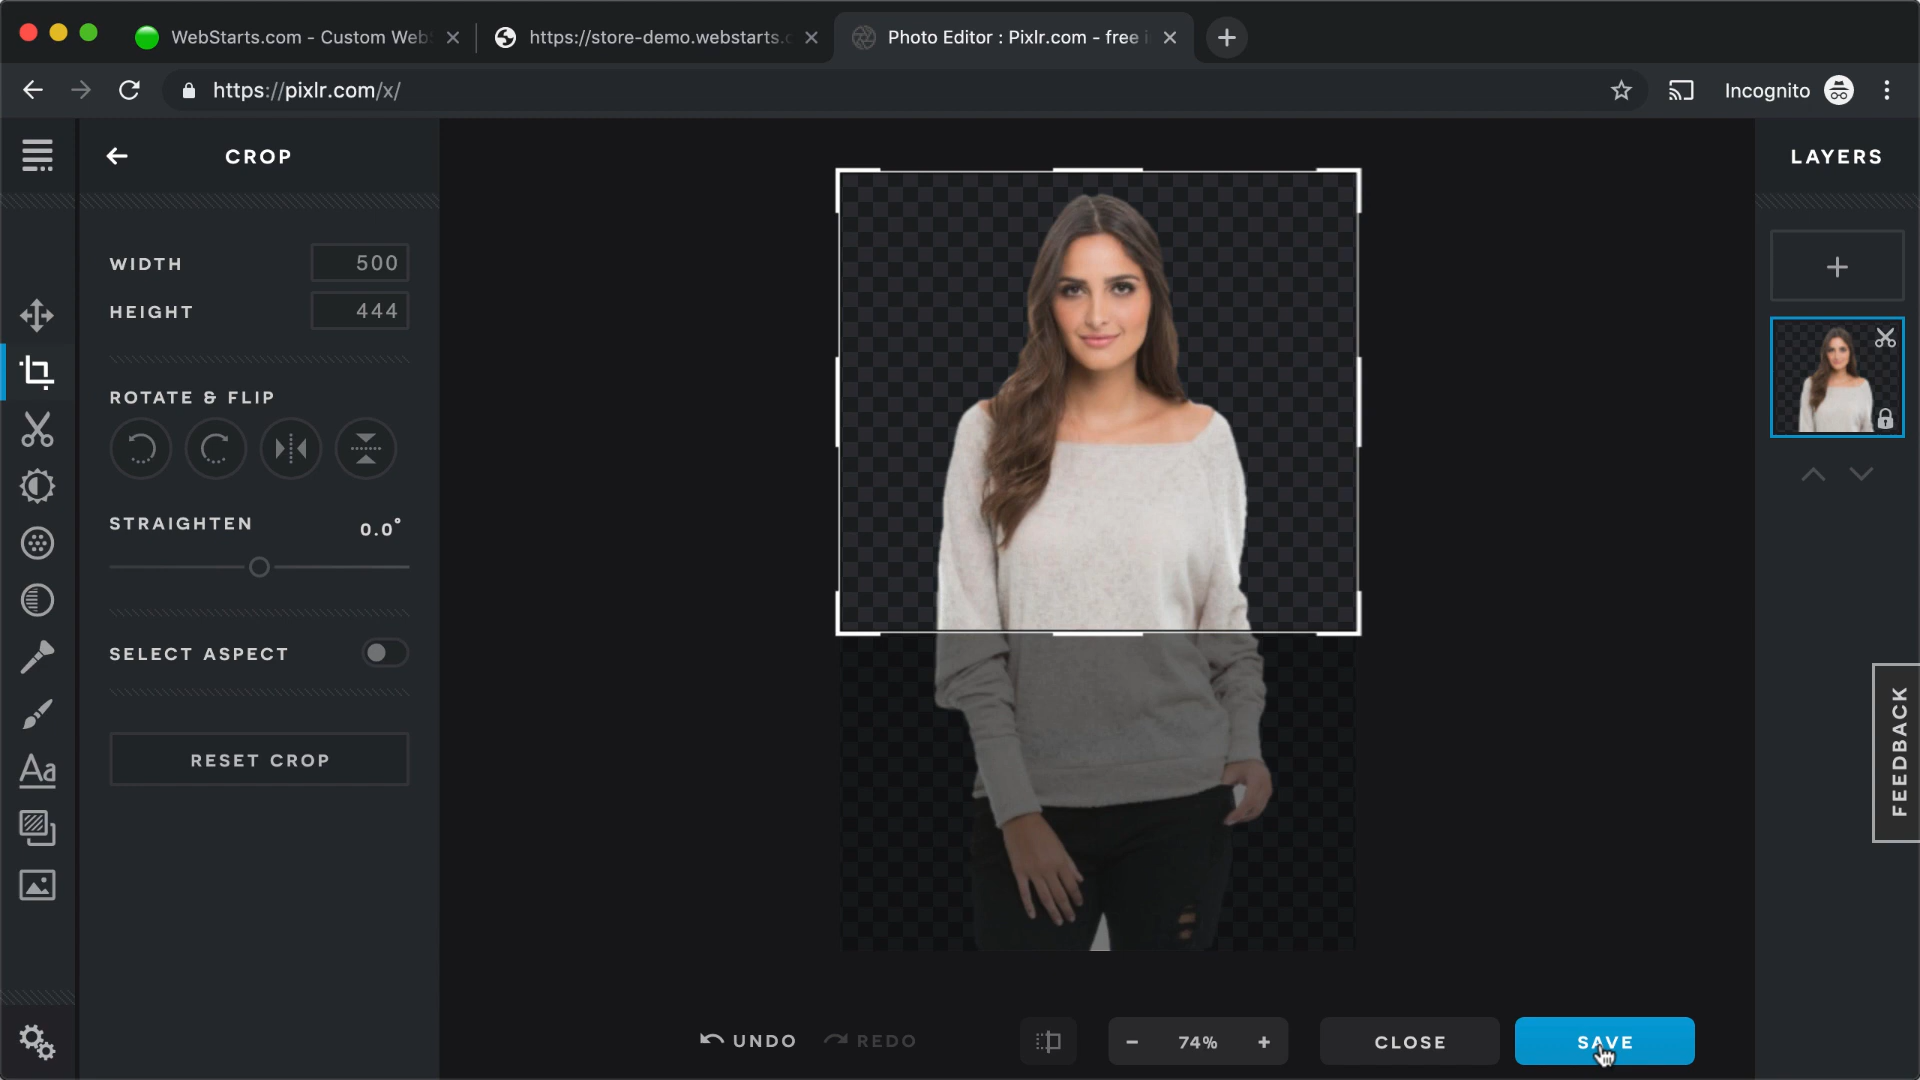 WebStarts.com - Custom Web
https://store-demo.webstarts.
Photo Editor : Pixlr.com - free
https://pixlr.com/x/
Incognito
CROP
LAYERS
WIDTH 500
HEIGHT 444
ROTATE & FLIP
STRAIGHTEN 0.0°
SELECT ASPECT
RESET CROP
Aa
FEEDBACK
UNDO
REDO
74%
CLOSE
SAVE